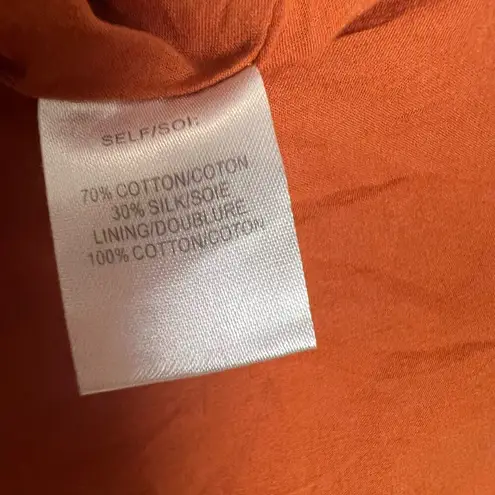 SELF/SOI:
70% COTTON/COTON
30% SILK/SOIE
LINING/DOUBLURE
100% COTTON/COTON